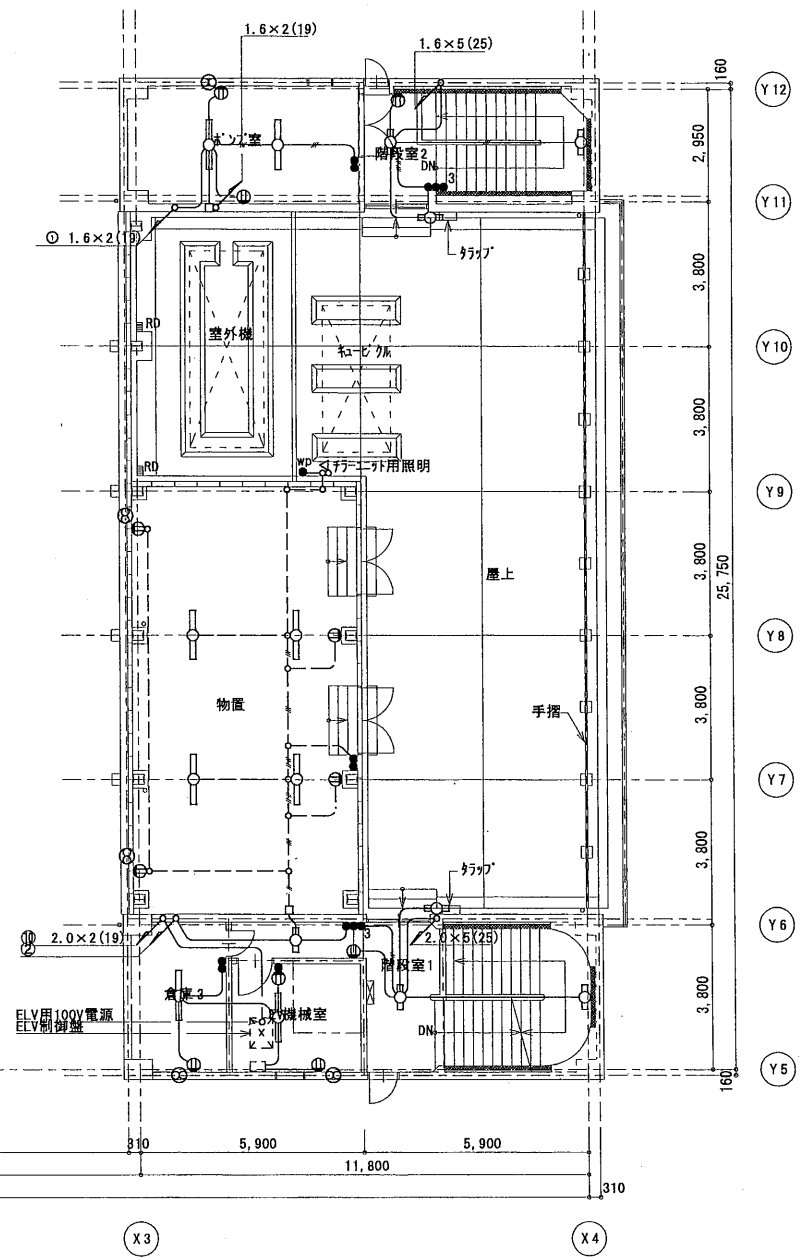 1.6×2(19)
1.6×5(25)
160
Y12
ポンプ室
階段室2
DN
2,950
3
Y11
① 1.6×2(19)
タラップ
3,800
RD
室外機
キュービクル
Y10
3,800
RD
WP
チラーユニット用照明
Y9
屋上
3,800
25,750
Y8
物置
手摺
3,800
Y7
3,800
タラップ
Y6
⑩ 2.0×2(19)
②
3
2.0×5(25)
階段室1
倉庫3
EV機械室
ELV用100V電源
ELV制御盤
DN
3,800
160
Y5
310
5,900
5,900
11,800
310
X3
X4